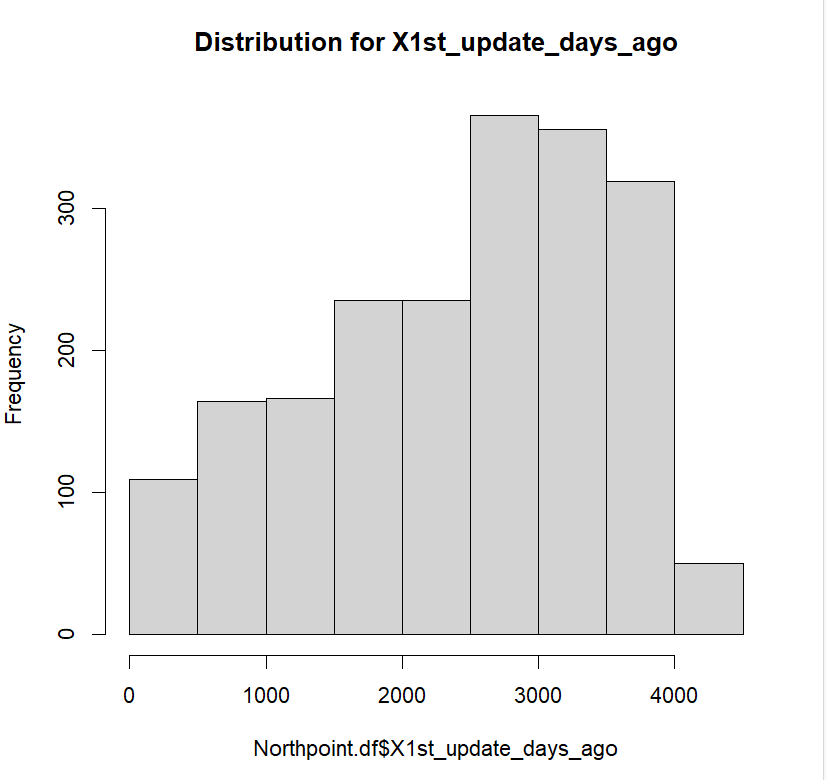 Distribution for X1st_update_days_ago
Frequency
300
200
100
0
0 1000 2000 3000 4000
Northpoint.df$X1st_update_days_ago